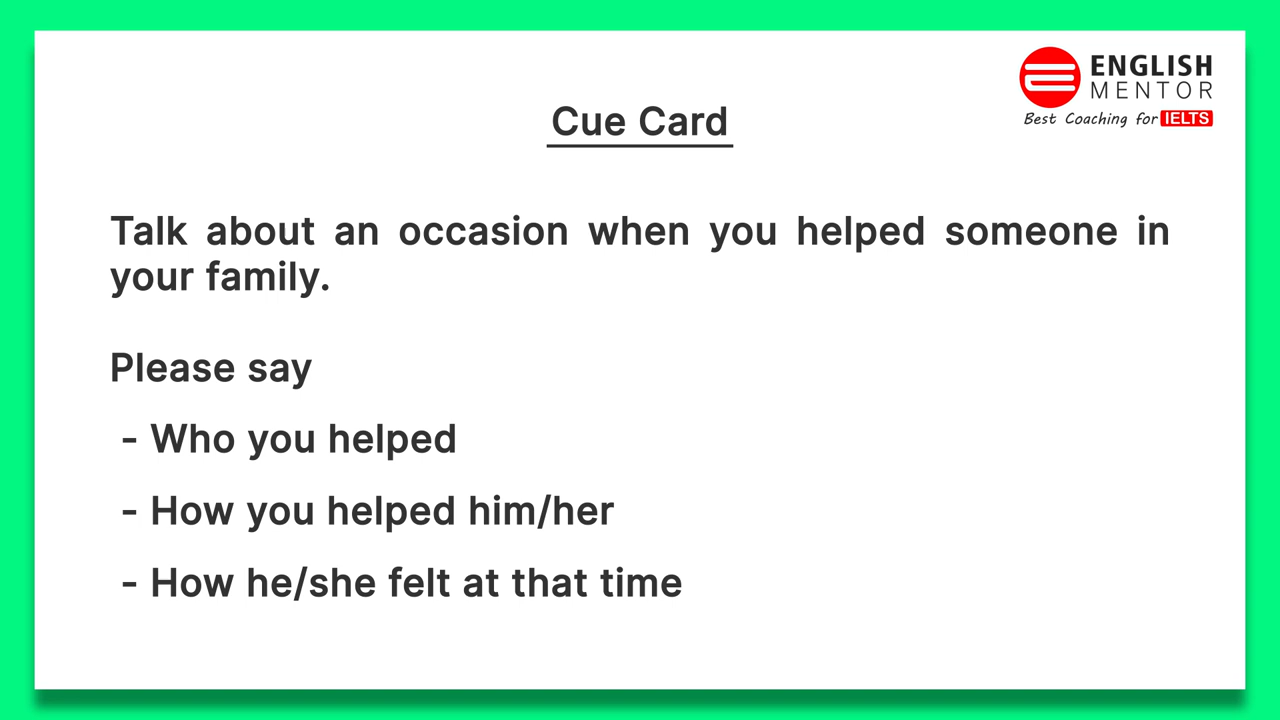 ENGLISH
MENTOR
Best Coaching for IELTS
Cue Card
Talk about an occasion when you helped someone in
your family.
Please say
- Who you helped
- How you helped him/her
- How he/she felt at that time